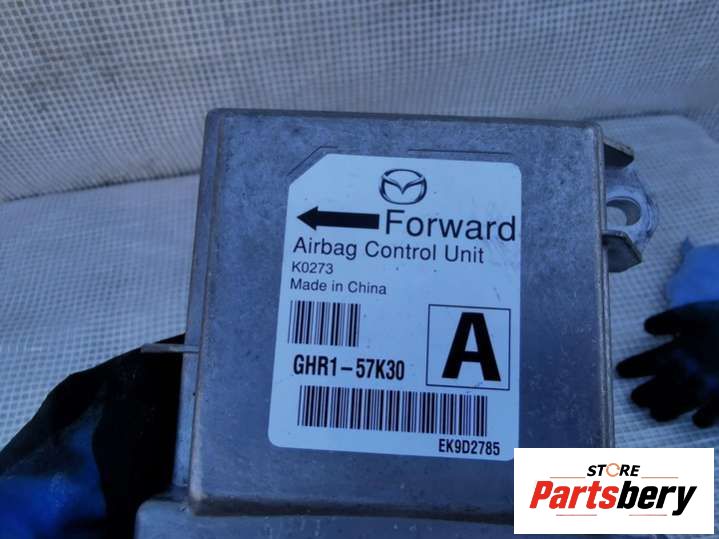 Forward
Airbag Control Unit
K0273
Made in China
A
GHR1-57K30
EK9D2785
STORE
Partsbery